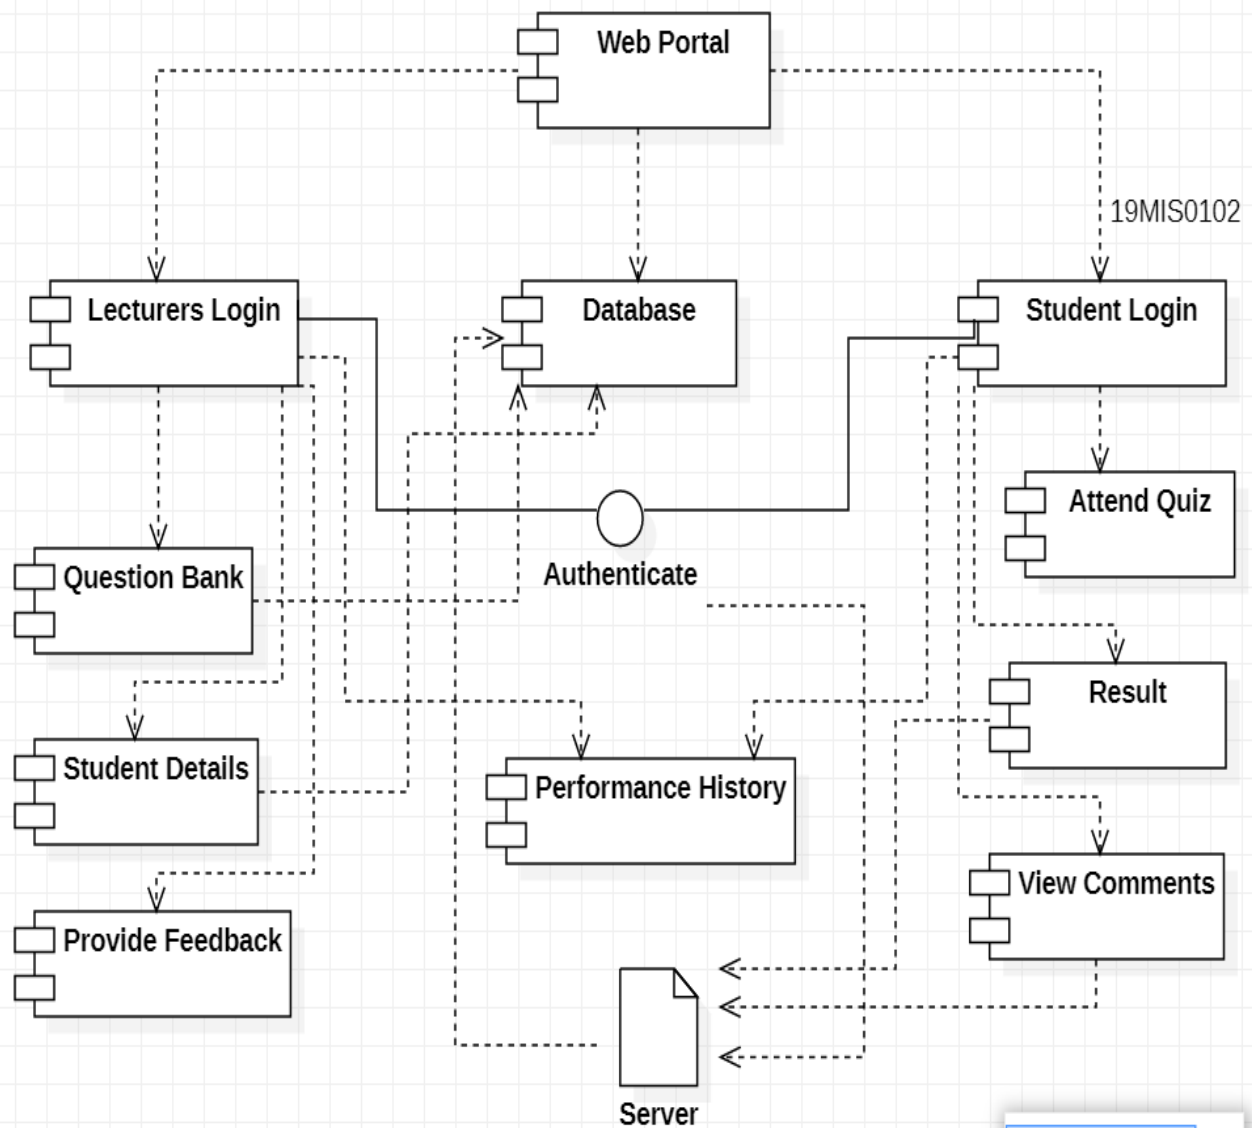 Web Portal
19MIS0102
Lecturers Login
Database
Student Login
Attend Quiz
Question Bank
Authenticate
Result
Student Details
Performance History
View Comments
Provide Feedback
Server